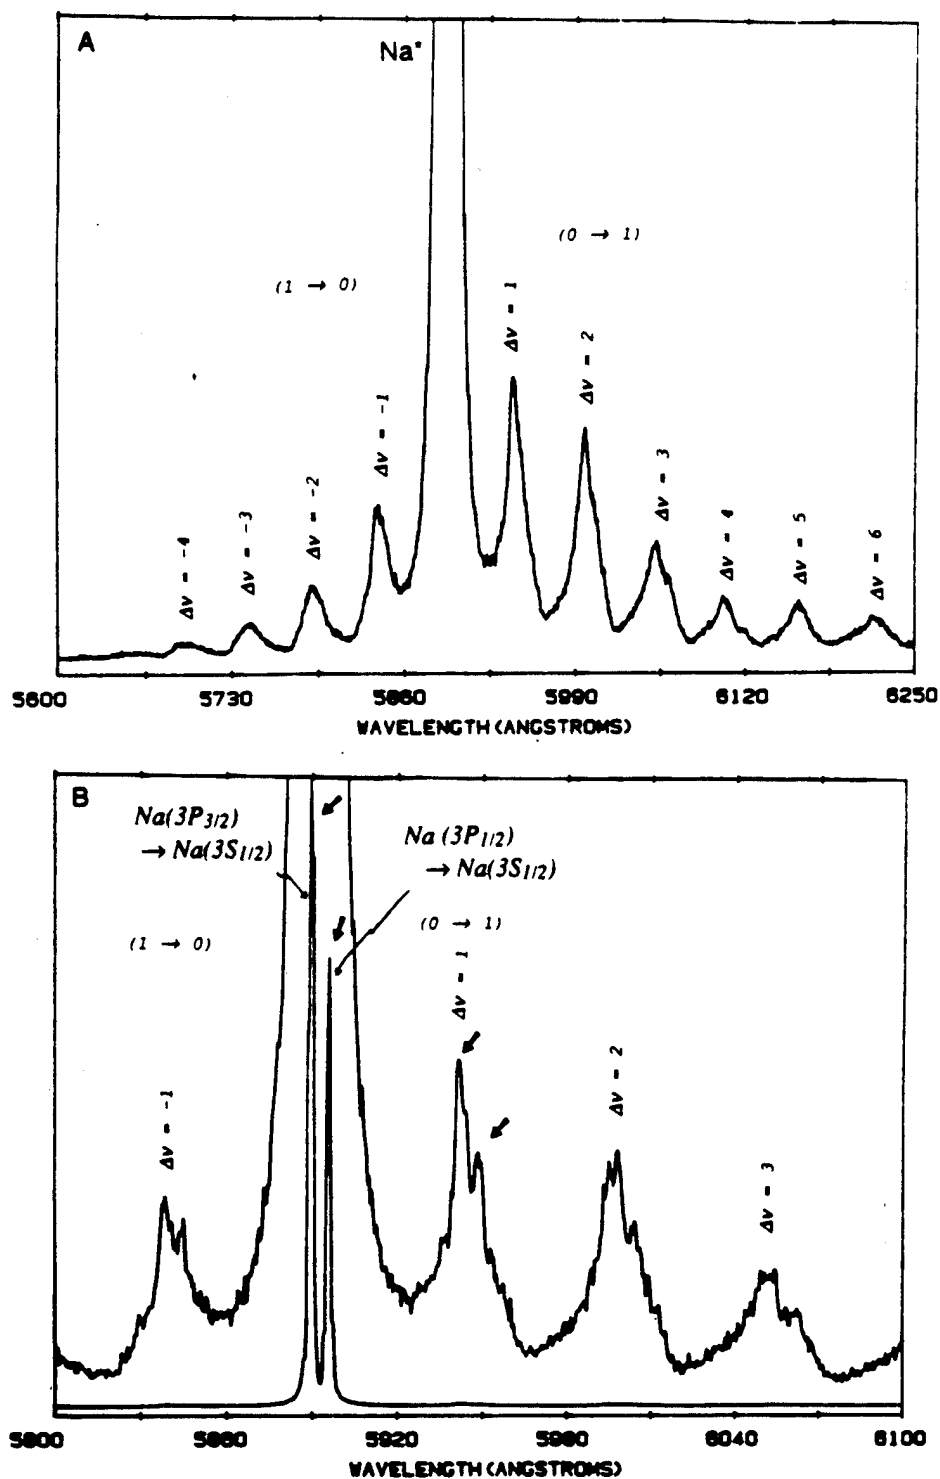 A
Na*
(0 → 1)
(1 → 0)
Δv = -4
Δv = -3
Δv = -2
Δv = -1
Δv = 1
Δv = 2
Δv = 3
Δv = 4
Δv = 5
Δv = 6
5600 5730 5860 5990 6120 6250
WAVELENGTH(ANGSTROMS)
B
Na(3P3/2)
→ Na(3S1/2)
Na (3P1/2)
→ Na(3S1/2)
(1 → 0)
(0 → 1)
Δv = -1
Δv = 1
Δv = 2
Δv = 3
5800 5860 5920 5980 6040 6100
WAVELENGTH(ANGSTROMS)